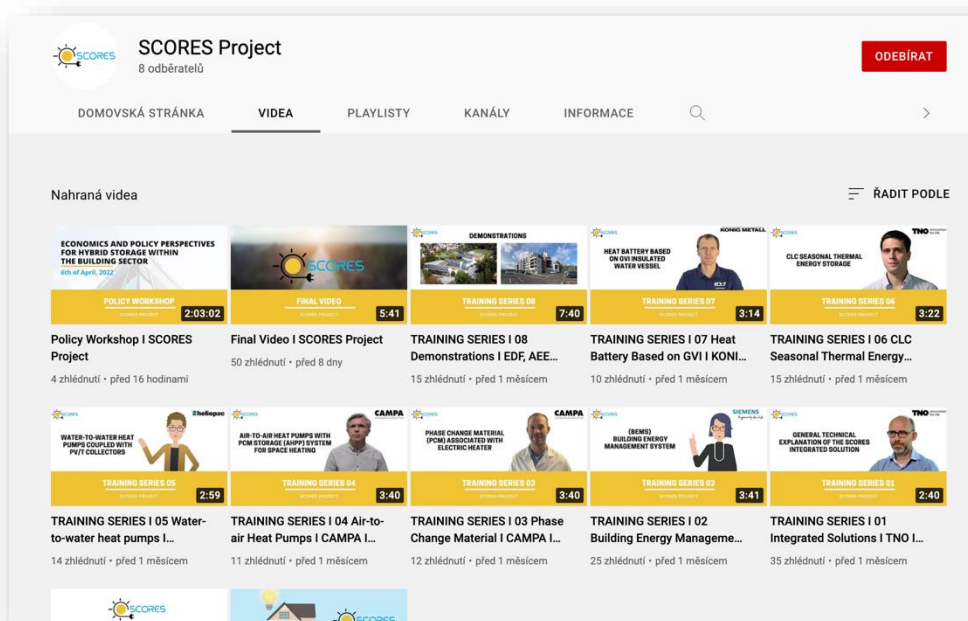 SCORES
SCORES Project
8 odběratelů
ODEBÍRAT
DOMOVSKÁ STRÁNKA
VIDEA
PLAYLISTY
KANÁLY
INFORMACE
Nahraná videa
ŘADIT PODLE
ECONOMICS AND POLICY PERSPECTIVES
FOR HYBRID STORAGE WITHIN
THE BUILDING SECTOR
6th of April, 2022
POLICY WORKSHOP
SCORES PROJECT
2:03:02
Policy Workshop I SCORES
Project
4 zhlédnutí • před 16 hodinami
SCORES
FINAL VIDEO
SCORES PROJECT
5:41
Final Video I SCORES Project
50 zhlédnutí • před 8 dny
SCORES
DEMONSTRATIONS
TRAINING SERIES 08
SCORES PROJECT
7:40
TRAINING SERIES I 08
Demonstrations I EDF, AEE...
15 zhlédnutí • před 1 měsícem
SCORES
KONIG METALL
HEAT BATTERY BASED
ON GVI INSULATED
WATER VESSEL
TRAINING SERIES 07
SCORES PROJECT
3:14
TRAINING SERIES I 07 Heat
Battery Based on GVI I KONI...
10 zhlédnutí • před 1 měsícem
SCORES
TNO
CLC SEASONAL THERMAL
ENERGY STORAGE
TRAINING SERIES 06
SCORES PROJECT
3:22
TRAINING SERIES I 06 CLC
Seasonal Thermal Energy...
15 zhlédnutí • před 1 měsícem
SCORES
heliopac
WATER-TO-WATER HEAT
PUMPS COUPLED WITH
PV/T COLLECTORS
TRAINING SERIES 05
SCORES PROJECT
2:59
TRAINING SERIES I 05 Water-
to-water heat pumps I...
14 zhlédnutí • před 1 měsícem
SCORES
CAMPA
AIR-TO-AIR HEAT PUMPS WITH
PCM STORAGE (AHPP) SYSTEM
FOR SPACE HEATING
TRAINING SERIES 04
SCORES PROJECT
3:40
TRAINING SERIES I 04 Air-to-
air Heat Pumps I CAMPA I...
11 zhlédnutí • před 1 měsícem
SCORES
CAMPA
PHASE CHANGE MATERIAL
(PCM) ASSOCIATED WITH
ELECTRIC HEATER
TRAINING SERIES 03
SCORES PROJECT
3:40
TRAINING SERIES I 03 Phase
Change Material I CAMPA I...
12 zhlédnutí • před 1 měsícem
SCORES
SIEMENS
(BEMS)
BUILDING ENERGY
MANAGEMENT SYSTEM
TRAINING SERIES 02
SCORES PROJECT
3:41
TRAINING SERIES I 02
Building Energy Manageme...
25 zhlédnutí • před 1 měsícem
SCORES
TNO
GENERAL TECHNICAL
EXPLANATION OF THE SCORES
INTEGRATED SOLUTION
TRAINING SERIES 01
SCORES PROJECT
2:40
TRAINING SERIES I 01
Integrated Solutions I TNO I...
35 zhlédnutí • před 1 měsícem
SCORES
SCORES